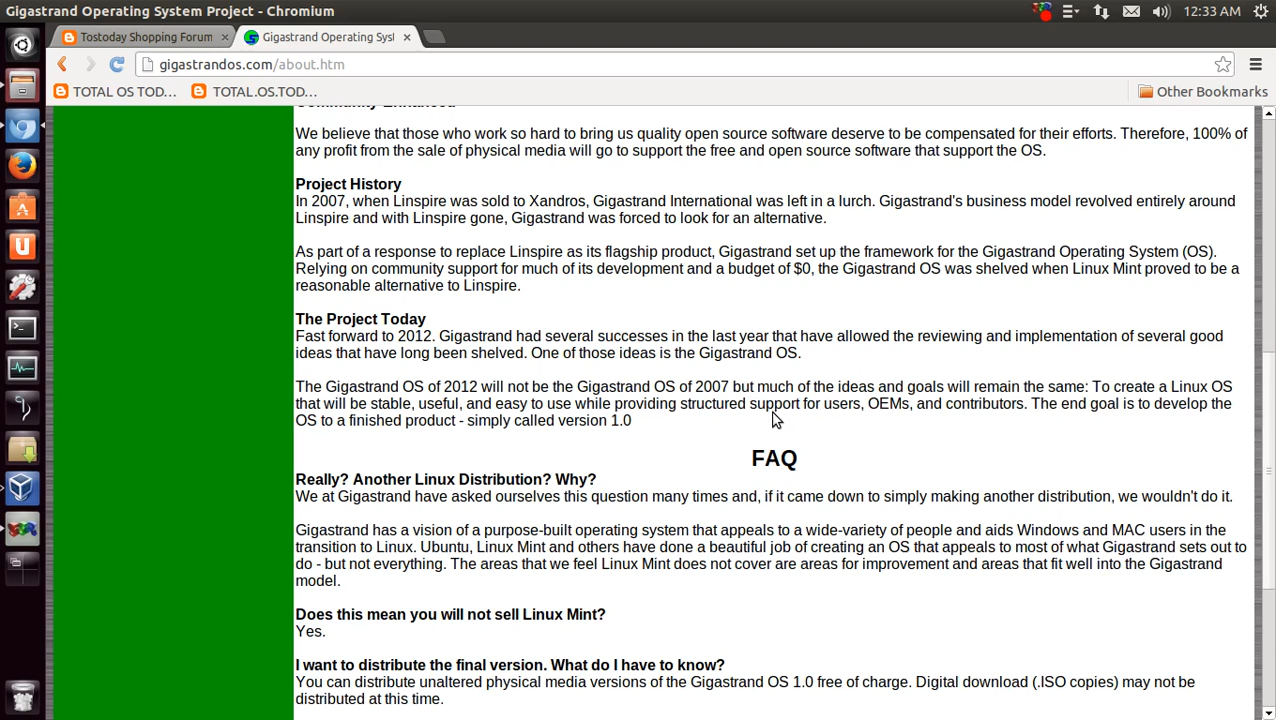 Gigastrand Operating System Project - Chromium
12:33 AM
Tostoday Shopping Forum
Gigastrand Operating Sys
gigastrandos.com/about.htm
TOTAL OS TOD...
TOTAL.OS.TOD...
Other Bookmarks
Community Enhanced
We believe that those who work so hard to bring us quality open source software deserve to be compensated for their efforts. Therefore, 100% of
any profit from the sale of physical media will go to support the free and open source software that support the OS.
Project History
In 2007, when Linspire was sold to Xandros, Gigastrand International was left in a lurch. Gigastrand's business model revolved entirely around
Linspire and with Linspire gone, Gigastrand was forced to look for an alternative.
As part of a response to replace Linspire as its flagship product, Gigastrand set up the framework for the Gigastrand Operating System (OS).
Relying on community support for much of its development and a budget of $0, the Gigastrand OS was shelved when Linux Mint proved to be a
reasonable alternative to Linspire.
The Project Today
Fast forward to 2012. Gigastrand had several successes in the last year that have allowed the reviewing and implementation of several good
ideas that have long been shelved. One of those ideas is the Gigastrand OS.
The Gigastrand OS of 2012 will not be the Gigastrand OS of 2007 but much of the ideas and goals will remain the same: To create a Linux OS
that will be stable, useful, and easy to use while providing structured support for users, OEMs, and contributors. The end goal is to develop the
OS to a finished product - simply called version 1.0
FAQ
Really? Another Linux Distribution? Why?
We at Gigastrand have asked ourselves this question many times and, if it came down to simply making another distribution, we wouldn't do it.
Gigastrand has a vision of a purpose-built operating system that appeals to a wide-variety of people and aids Windows and MAC users in the
transition to Linux. Ubuntu, Linux Mint and others have done a beautiful job of creating an OS that appeals to most of what Gigastrand sets out to
do - but not everything. The areas that we feel Linux Mint does not cover are areas for improvement and areas that fit well into the Gigastrand
model.
Does this mean you will not sell Linux Mint?
Yes.
I want to distribute the final version. What do I have to know?
You can distribute unaltered physical media versions of the Gigastrand OS 1.0 free of charge. Digital download (.ISO copies) may not be
distributed at this time.